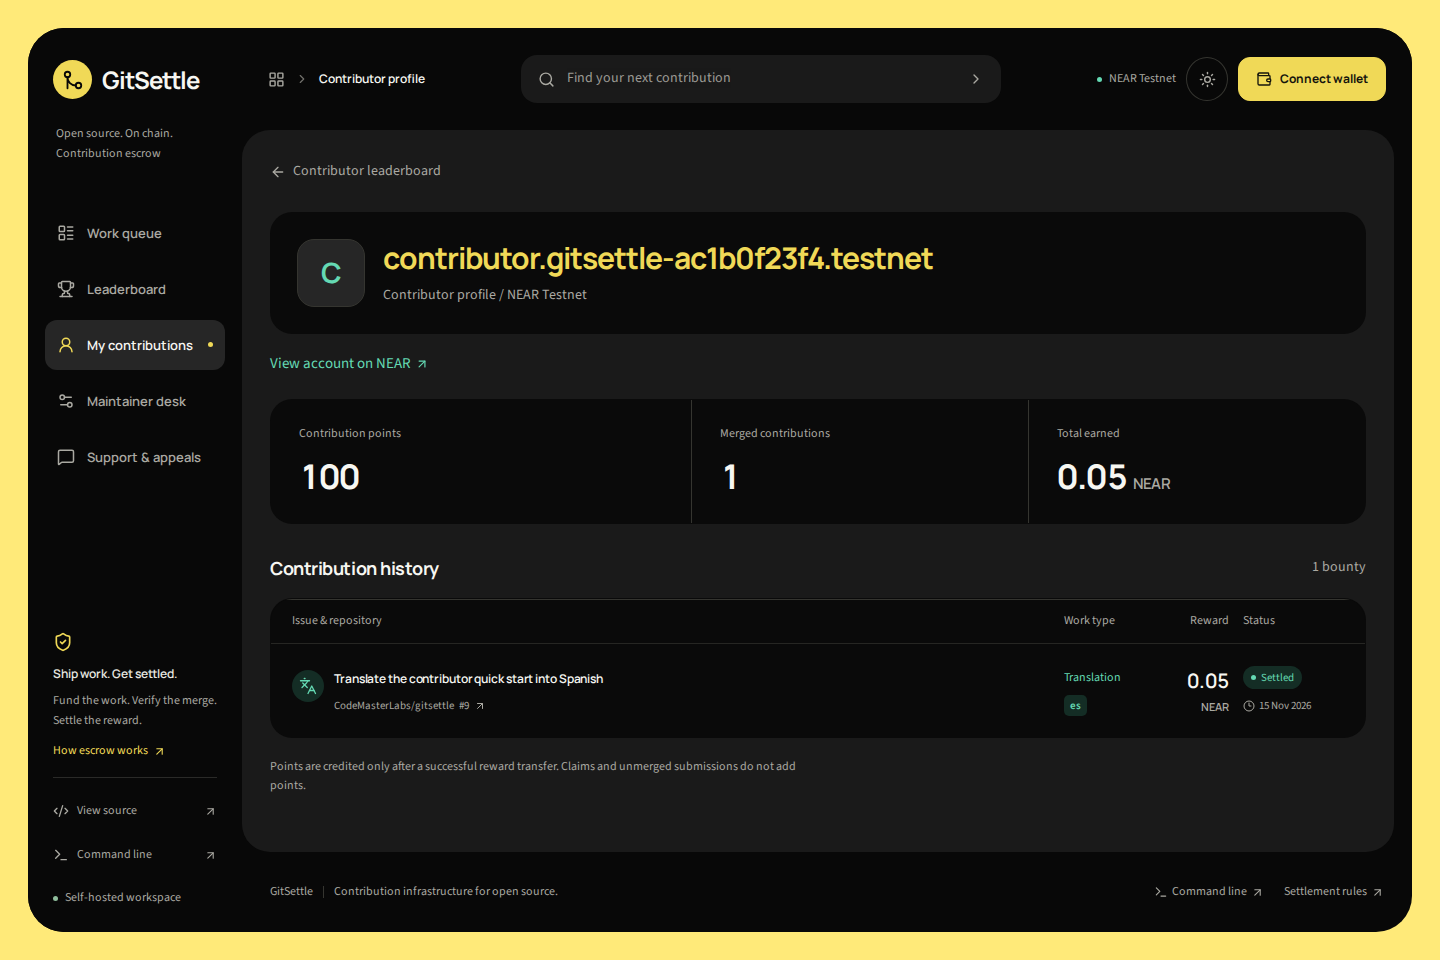 GitSettle
Contributor profile
Find your next contribution
NEAR Testnet
Connect wallet
Open source. On chain.
Contribution escrow
Work queue
Leaderboard
My contributions
Maintainer desk
Support & appeals
Ship work. Get settled.
Fund the work. Verify the merge.
Settle the reward.
How escrow works
View source
Command line
Self-hosted workspace
Contributor leaderboard
C
contributor.gitsettle-ac1b0f23f4.testnet
Contributor profile / NEAR Testnet
View account on NEAR
Contribution points
100
Merged contributions
1
Total earned
0.05 NEAR
Contribution history
1 bounty
Issue & repository
Work type
Reward
Status
Translate the contributor quick start into Spanish
CodeMasterLabs/gitsettle #9
Translation
es
0.05
NEAR
Settled
15 Nov 2026
Points are credited only after a successful reward transfer. Claims and unmerged submissions do not add
points.
GitSettle
Contribution infrastructure for open source.
Command line
Settlement rules